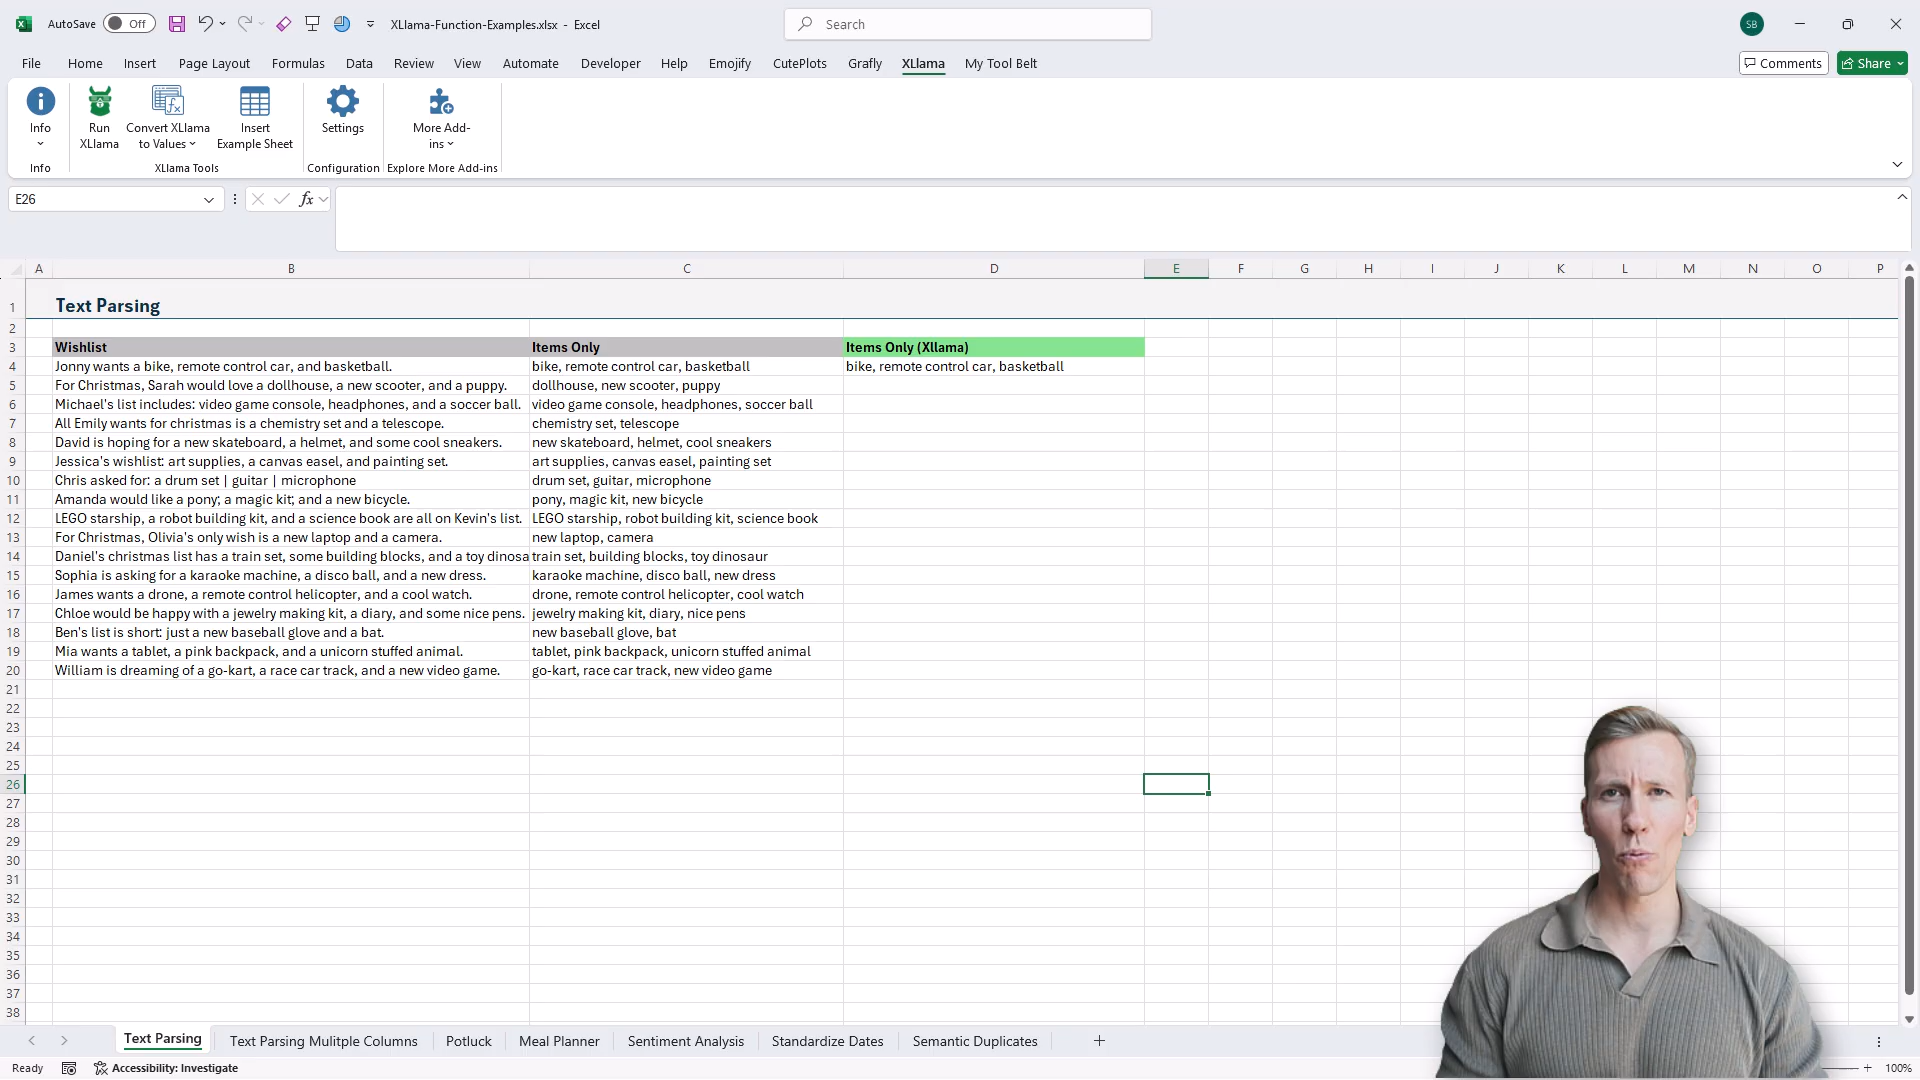 AutoSave Off XLlama-Function-Examples.xlsx - Excel Search SB
File Home Insert Page Layout Formulas Data Review View Automate Developer Help Emojify CutePlots Grafly XLlama My Tool Belt Comments Share
Info Run XLlama Convert XLlama to Values Insert Example Sheet Settings More Add-ins
Info XLlama Tools Configuration Explore More Add-ins
E26 fx
A B C D E F G H I J K L M N O P
1 Text Parsing
2
3 Wishlist Items Only Items Only (Xllama)
4 Jonny wants a bike, remote control car, and basketball. bike, remote control car, basketball bike, remote control car, basketball
5 For Christmas, Sarah would love a dollhouse, a new scooter, and a puppy. dollhouse, new scooter, puppy
6 Michael's list includes: video game console, headphones, and a soccer ball. video game console, headphones, soccer ball
7 All Emily wants for christmas is a chemistry set and a telescope. chemistry set, telescope
8 David is hoping for a new skateboard, a helmet, and some cool sneakers. new skateboard, helmet, cool sneakers
9 Jessica's wishlist: art supplies, a canvas easel, and painting set. art supplies, canvas easel, painting set
10 Chris asked for: a drum set | guitar | microphone drum set, guitar, microphone
11 Amanda would like a pony; a magic kit; and a new bicycle. pony, magic kit, new bicycle
12 LEGO starship, a robot building kit, and a science book are all on Kevin's list. LEGO starship, robot building kit, science book
13 For Christmas, Olivia's only wish is a new laptop and a camera. new laptop, camera
14 Daniel's christmas list has a train set, some building blocks, and a toy dinosa train set, building blocks, toy dinosaur
15 Sophia is asking for a karaoke machine, a disco ball, and a new dress. karaoke machine, disco ball, new dress
16 James wants a drone, a remote control helicopter, and a cool watch. drone, remote control helicopter, cool watch
17 Chloe would be happy with a jewelry making kit, a diary, and some nice pens. jewelry making kit, diary, nice pens
18 Ben's list is short: just a new baseball glove and a bat. new baseball glove, bat
19 Mia wants a tablet, a pink backpack, and a unicorn stuffed animal. tablet, pink backpack, unicorn stuffed animal
20 William is dreaming of a go-kart, a race car track, and a new video game. go-kart, race car track, new video game
21
22
23
24
25
26
27
28
29
30
31
32
33
34
35
36
37
38
Text Parsing Text Parsing Mulitple Columns Potluck Meal Planner Sentiment Analysis Standardize Dates Semantic Duplicates
Ready Accessibility: Investigate 100%